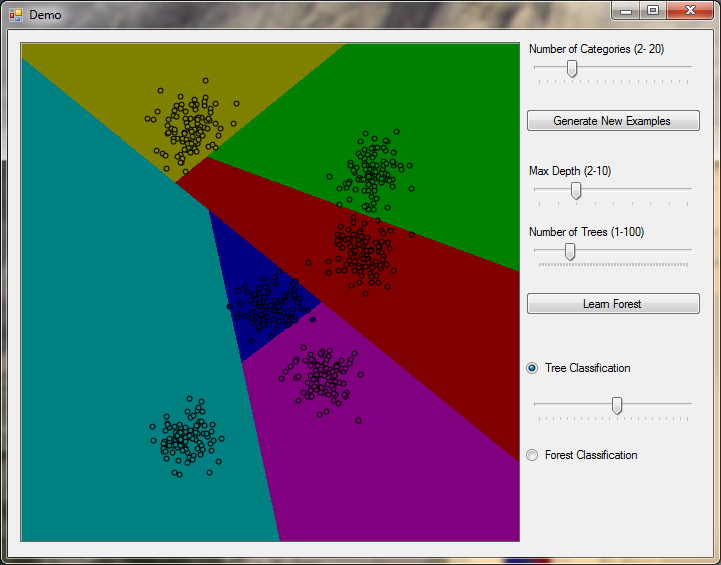 Demo
Number of Categories (2- 20)
Generate New Examples
Max Depth (2-10)
Number of Trees (1-100)
Learn Forest
Tree Classification
Forest Classification